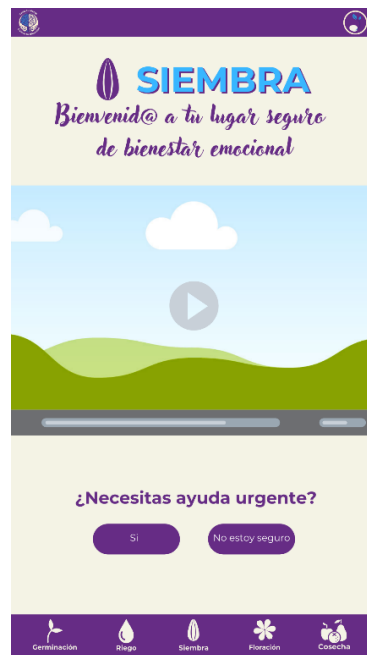 SIEMBRA
Bienvenid@ a tu lugar seguro
de bienestar emocional
¿Necesitas ayuda urgente?
Si
No estoy seguro
Germinación
Riego
Siembra
Floración
Cosecha